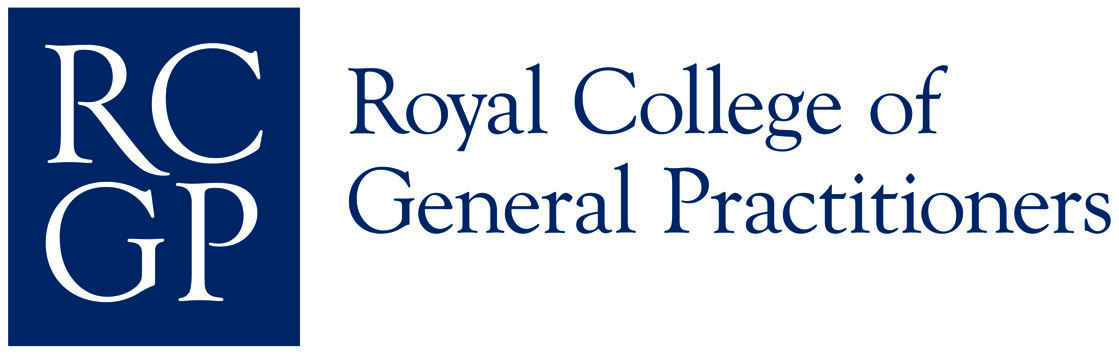 RC
GP
Royal College of
General Practitioners